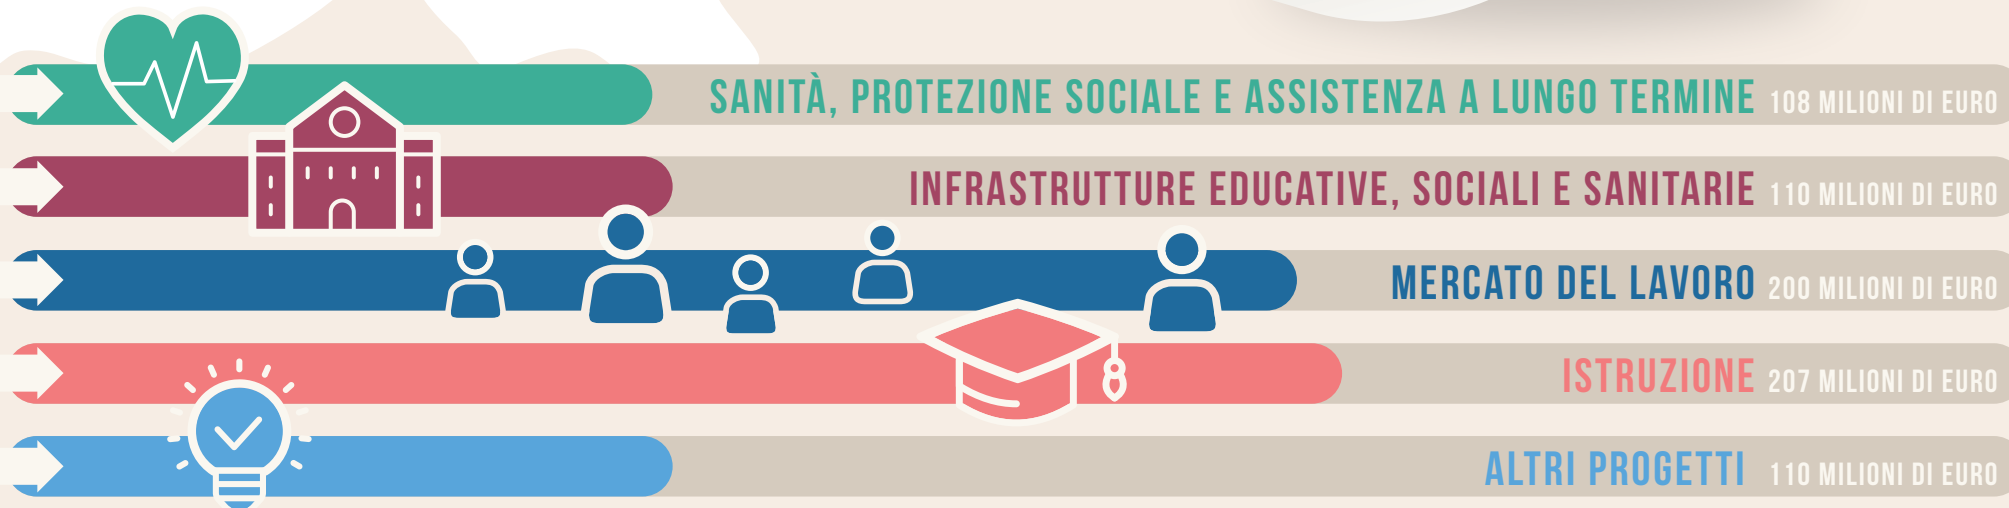 SANITÀ, PROTEZIONE SOCIALE E ASSISTENZA A LUNGO TERMINE 108 MILIONI DI EURO
INFRASTRUTTURE EDUCATIVE, SOCIALI E SANITARIE 110 MILIONI DI EURO
MERCATO DEL LAVORO 200 MILIONI DI EURO
ISTRUZIONE 207 MILIONI DI EURO
ALTRI PROGETTI 110 MILIONI DI EURO